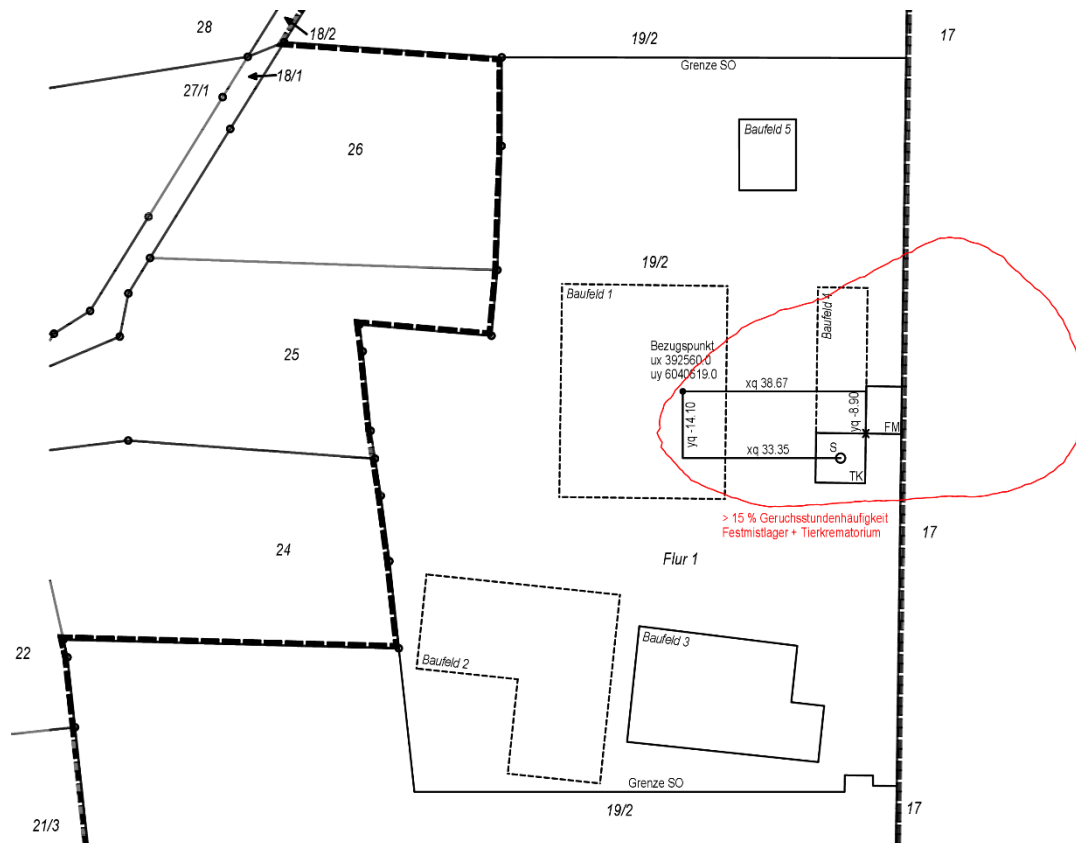 28
18/2
19/2
17
Grenze SO
27/1
18/1
26
Baufeld 5
19/2
Baufeld 1
Baufeld 4
25
Bezugspunkt
ux 392560.0
uy 6040619.0
xq 38.67
yq -14.10
yq -8.90
FM
xq 33.35
S
TK
> 15 % Geruchsstundenhäufigkeit
Festmistlager + Tierkrematorium
17
24
Flur 1
22
Baufeld 2
Baufeld 3
Grenze SO
19/2
17
21/3